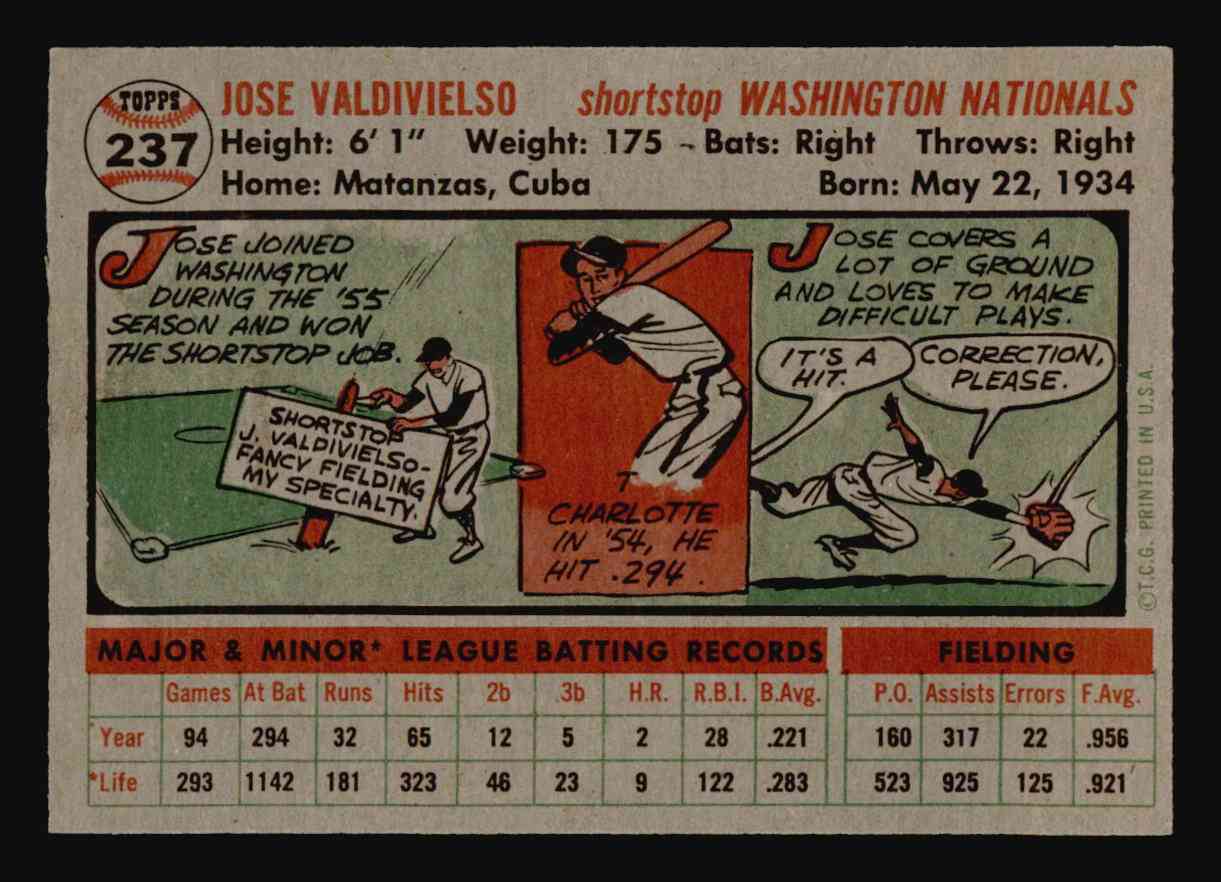 TOPPS
237
JOSE VALDIVIELSO shortstop WASHINGTON NATIONALS
Height: 6' 1" Weight: 175 - Bats: Right Throws: Right
Home: Matanzas, Cuba Born: May 22, 1934
JOSE JOINED
WASHINGTON
DURING THE '55
SEASON AND WON
THE SHORTSTOP JOB.
SHORTSTOP
J. VALDIVIELSO-
FANCY FIELDING
MY SPECIALTY.
T
CHARLOTTE
IN '54, HE
HIT .294.
JOSE COVERS A
LOT OF GROUND
AND LOVES TO MAKE
DIFFICULT PLAYS.
IT'S A
HIT.
CORRECTION,
PLEASE.
©T.C.G. PRINTED IN U.S.A.
MAJOR & MINOR* LEAGUE BATTING RECORDS FIELDING
Games At Bat Runs Hits 2b 3b H.R. R.B.I. B.Avg. P.O. Assists Errors F.Avg.
Year 94 294 32 65 12 5 2 28 .221 160 317 22 .956
*Life 293 1142 181 323 46 23 9 122 .283 523 925 125 .921